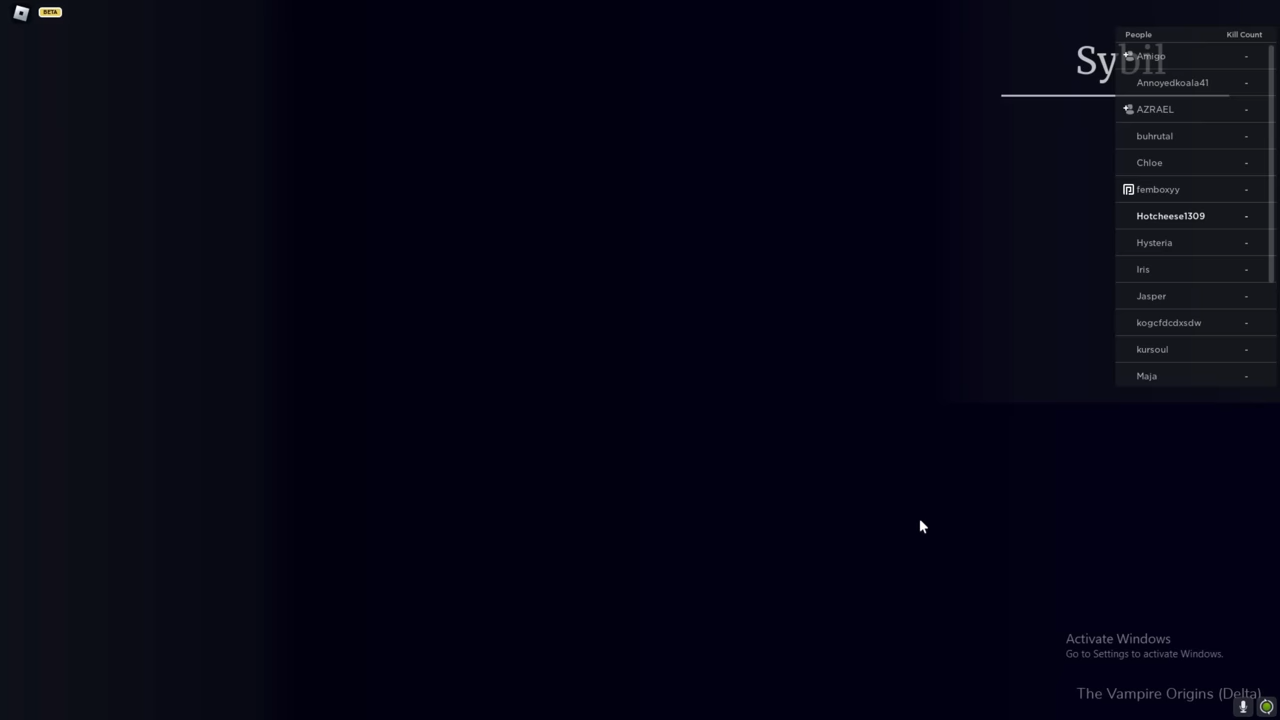 BETA
People Kill Count
Sybil
Amigo -
Annoyedkoala41 -
AZRAEL -
buhrutal -
Chloe -
femboxyy -
Hotcheese1309 -
Hysteria -
Iris -
Jasper -
kogcfdcdxsdw -
kursoul -
Maja -
Activate Windows
Go to Settings to activate Windows.
The Vampire Origins (Delta)